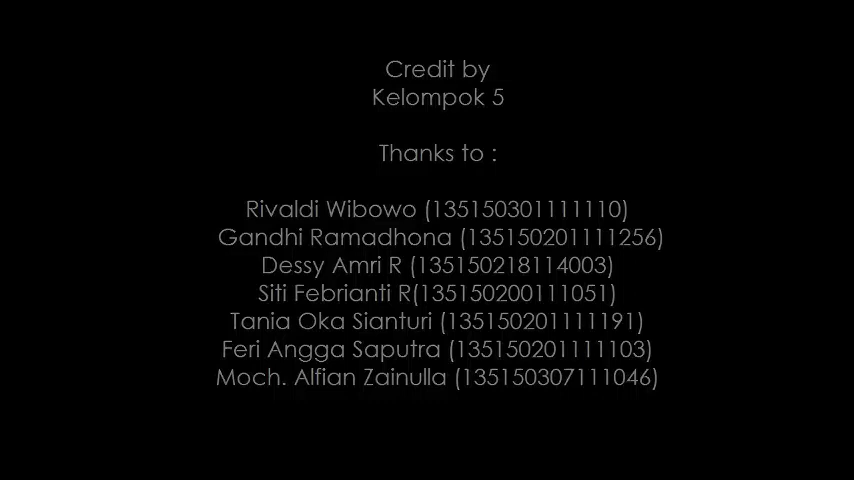 Credit by
Kelompok 5
Thanks to :
Rivaldi Wibowo (135150301111110)
Gandhi Ramadhona (135150201111256)
Dessy Amri R (135150218114003)
Siti Febrianti R(135150200111051)
Tania Oka Sianturi (135150201111191)
Feri Angga Saputra (135150201111103)
Moch. Alfian Zainulla (135150307111046)